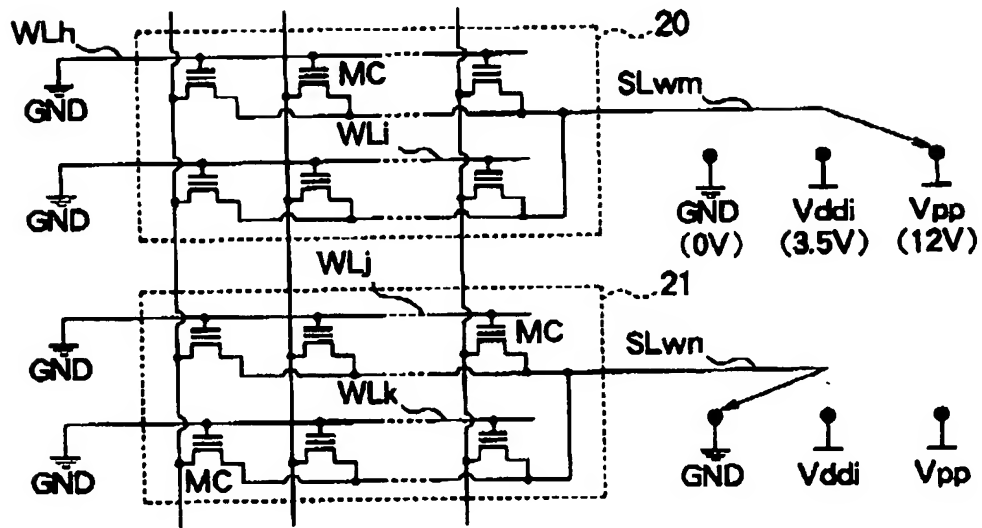 20
WLh
MC
SLwm
GND
WLi
GND
GND
(0V)
Vddi
(3.5V)
Vpp
(12V)
21
WLj
MC
SLwn
GND
WLk
GND
MC
GND
Vddi
Vpp